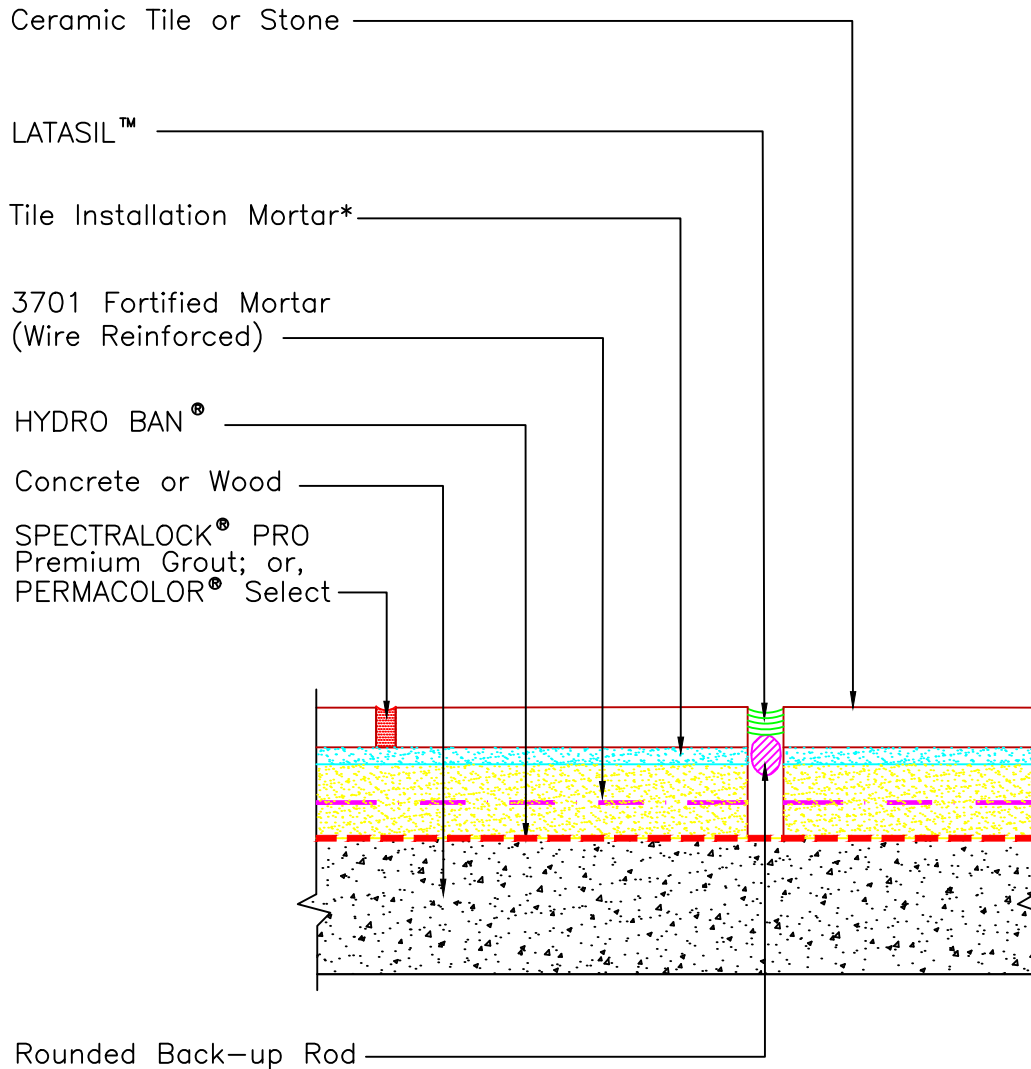 Ceramic Tile or Stone
LATASIL™
Tile Installation Mortar*
3701 Fortified Mortar
(Wire Reinforced)
HYDRO BAN®
Concrete or Wood
SPECTRALOCK® PRO
Premium Grout; or,
PERMACOLOR® Select
Rounded Back-up Rod